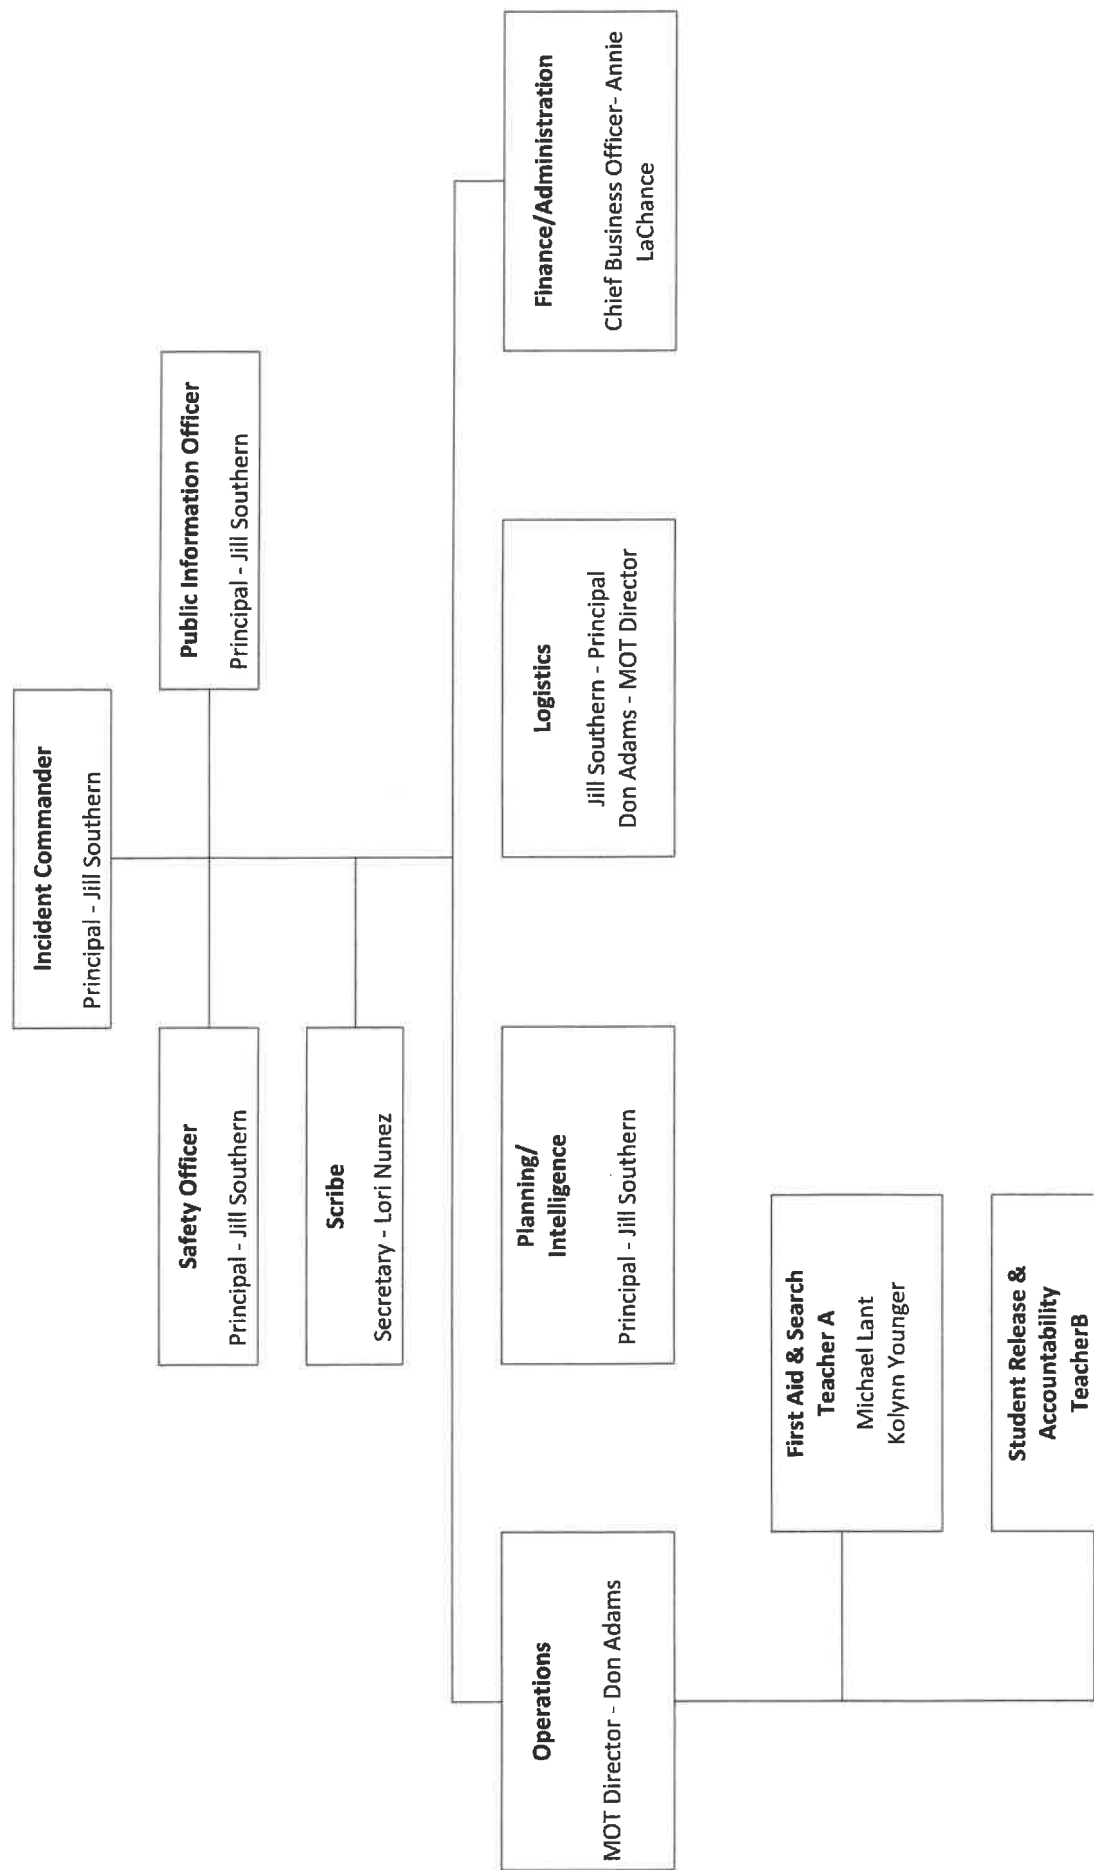 Incident Commander
Principal - Jill Southern
Safety Officer
Principal - Jill Southern
Public Information Officer
Principal - Jill Southern
Scribe
Secretary - Lori Nunez
Operations
MOT Director - Don Adams
Planning/
Intelligence
Principal - Jill Southern
Logistics
Jill Southern - Principal
Don Adams - MOT Director
Finance/Administration
Chief Business Officer- Annie
LaChance
First Aid & Search
Teacher A
Michael Lant
Kolynn Younger
Student Release &
Accountability
TeacherB